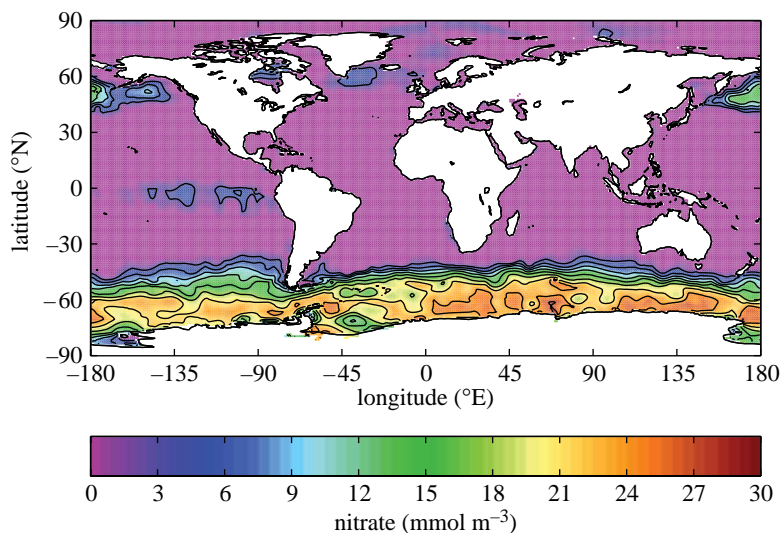 90
60
30
0
−30
−60
−90
latitude (°N)
−180 −135 −90 −45 0 45 90 135 180
longitude (°E)
0 3 6 9 12 15 18 21 24 27 30
nitrate (mmol m⁻³)